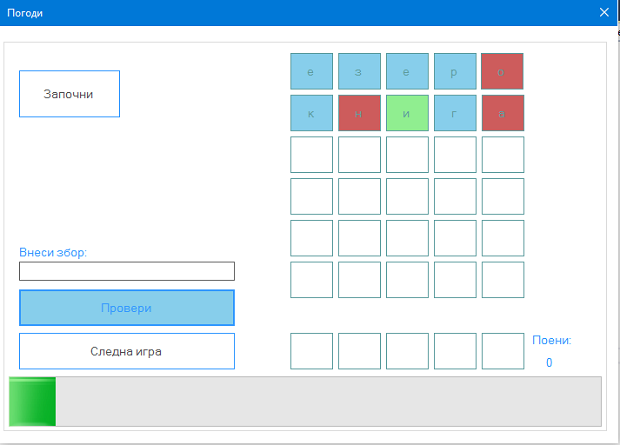 Погоди
Започни
е з е р о
к н и г а
Внеси збор:
Провери
Следна игра
Поени:
0